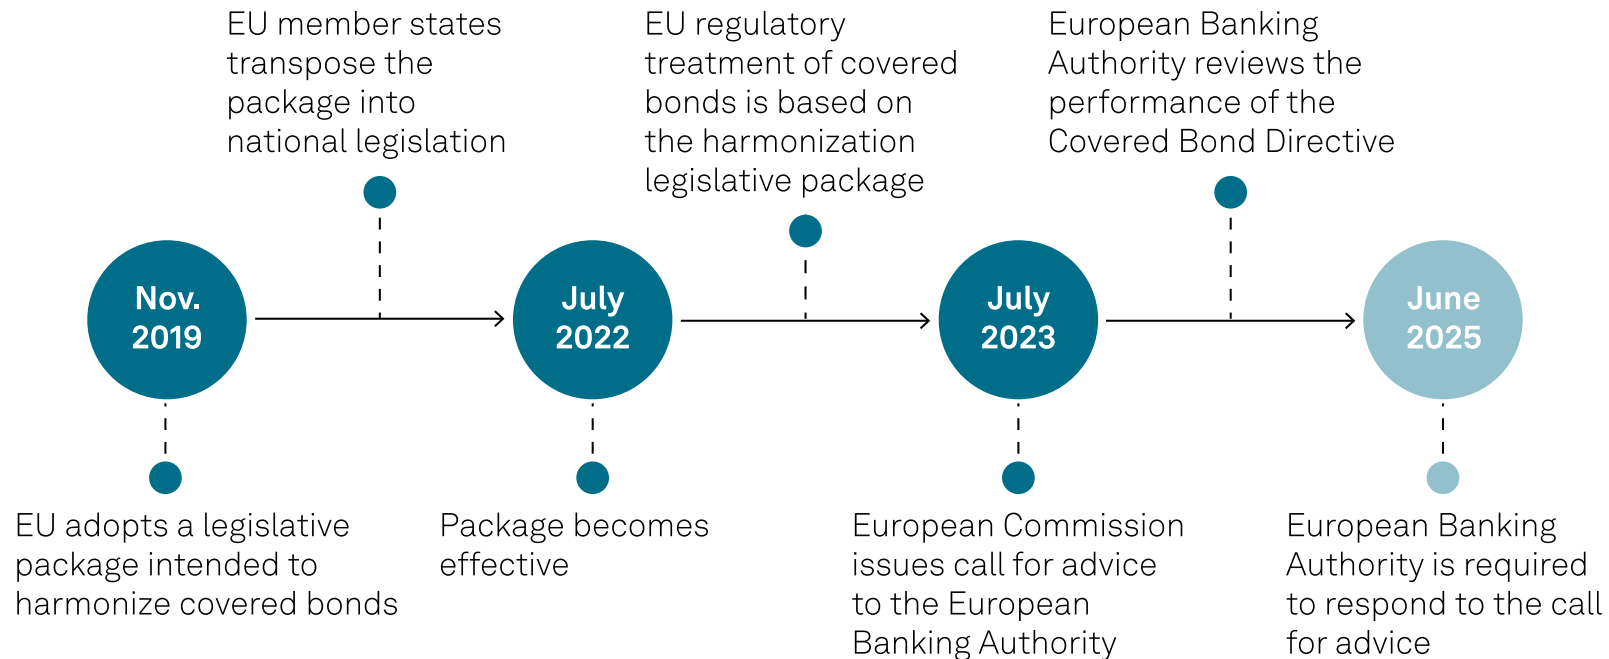 EU member states
transpose the
package into
national legislation
EU regulatory
treatment of covered
bonds is based on
the harmonization
legislative package
European Banking
Authority reviews the
performance of the
Covered Bond Directive
Nov.
2019
July
2022
July
2023
June
2025
EU adopts a legislative
package intended to
harmonize covered bonds
Package becomes
effective
European Commission
issues call for advice
to the European
Banking Authority
European Banking
Authority is required
to respond to the call
for advice